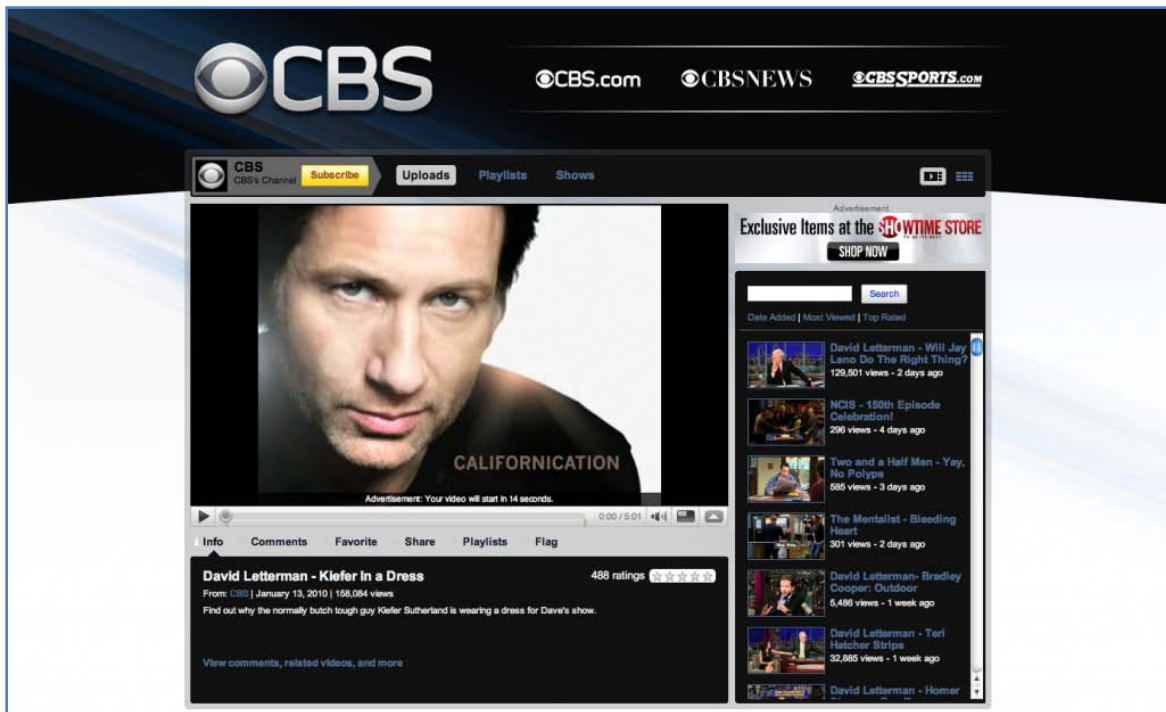 CBS
CBS.com
CBSNEWS
CBSSPORTS.COM
CBS
CBS's Channel
Subscribe
Uploads
Playlists
Shows
CALIFORNICATION
Advertisement: Your video will start in 14 seconds.
0:00 / 5:01
Info
Comments
Favorite
Share
Playlists
Flag
David Letterman - Kiefer In a Dress
488 ratings
From: CBS | January 13, 2010 | 158,084 views
Find out why the normally butch tough guy Kiefer Sutherland is wearing a dress for Dave's show.
View comments, related videos, and more
Advertisement
Exclusive Items at the SHOWTIME STORE
SHOP NOW
Search
Date Added | Most Viewed | Top Rated
David Letterman - Will Jay
Leno Do The Right Thing?
129,501 views - 2 days ago
NCIS - 150th Episode
Celebration!
296 views - 4 days ago
Two and a Half Men - Yay,
No Polyps
585 views - 3 days ago
The Mentalist - Bleeding
Heart
301 views - 2 days ago
David Letterman- Bradley
Cooper: Outdoor
5,486 views - 1 week ago
David Letterman - Teri
Hatcher Strips
32,885 views - 1 week ago
David Letterman - Homer